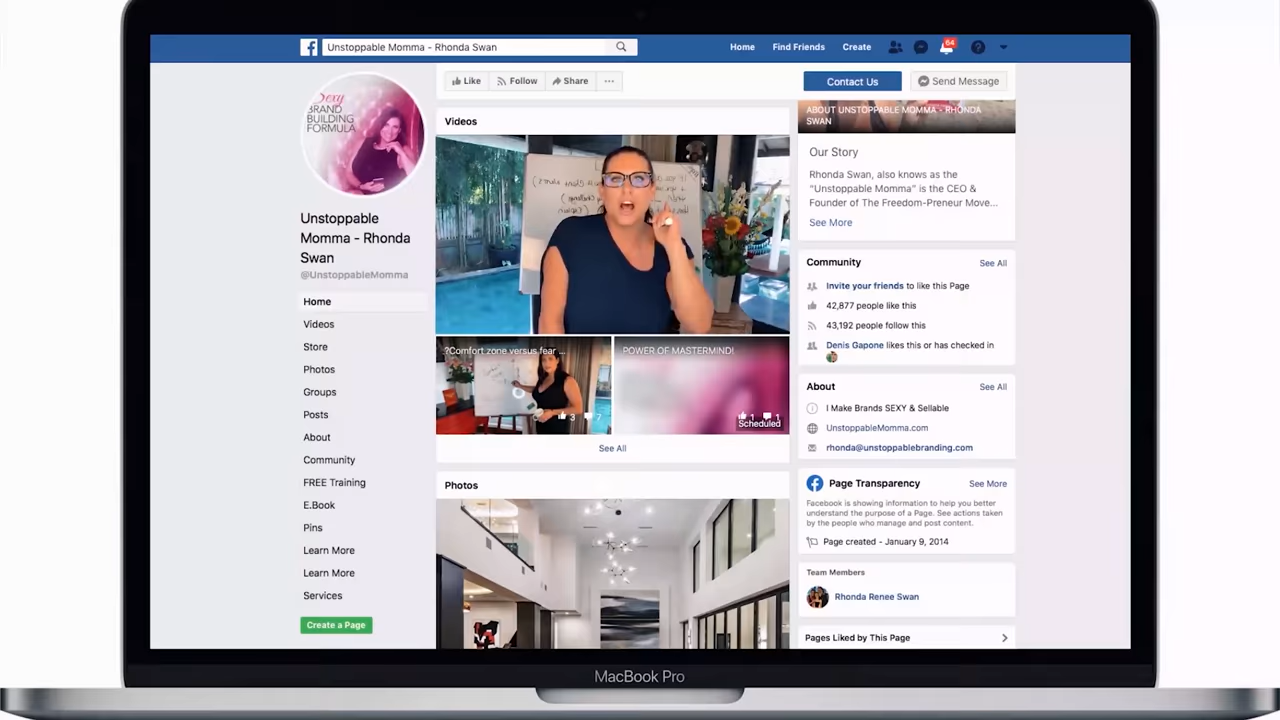 Unstoppable Momma - Rhonda Swan
Home
Find Friends
Create
64
Sexy
BRAND
BUILDING
FORMULA
Unstoppable
Momma - Rhonda
Swan
@UnstoppableMomma
Home
Videos
Store
Photos
Groups
Posts
About
Community
FREE Training
E.Book
Pins
Learn More
Learn More
Services
Create a Page
Like
Follow
Share
Contact Us
Send Message
Videos
?Comfort zone versus fear ...
3
7
POWER OF MASTERMIND!
1
1
Scheduled
See All
Photos
ABOUT UNSTOPPABLE MOMMA - RHONDA
SWAN
Our Story
Rhonda Swan, also known as the
"Unstoppable Momma" is the CEO &
Founder of The Freedom-Preneur Move...
See More
Community
See All
Invite your friends to like this Page
42,877 people like this
43,192 people follow this
Denis Gapone likes this or has checked in
About
See All
I Make Brands SEXY & Sellable
UnstoppableMomma.com
rhonda@unstoppablebranding.com
Page Transparency
See More
Facebook is showing information to help you better
understand the purpose of a Page. See actions taken
by the people who manage and post content.
Page created - January 9, 2014
Team Members
Rhonda Renee Swan
Pages Liked by This Page
MacBook Pro